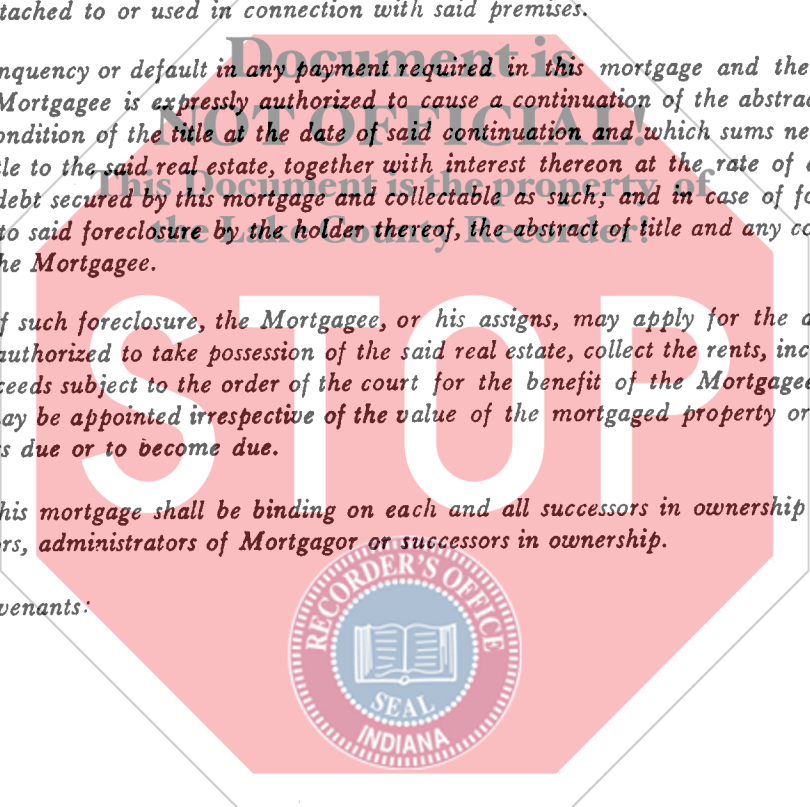 tached to or used in connection with said premises.
Document is
nquency or default in any payment required in this mortgage and the
Mortgagee is expressly authorized to cause a continuation of the abstrac
NOT OFFICIAL!
ondition of the title at the date of said continuation and which sums ne
tle to the said real estate, together with interest thereon at the rate of
This Document is the property of
debt secured by this mortgage and collectable as such; and in case of fo
the Lake County Recorder!
to said foreclosure by the holder thereof, the abstract of title and any co
he Mortgagee.
f such foreclosure, the Mortgagee, or his assigns, may apply for the a
authorized to take possession of the said real estate, collect the rents, inc
ceeds subject to the order of the court for the benefit of the Mortgagee
ay be appointed irrespective of the value of the mortgaged property or
s due or to become due.
STOP
his mortgage shall be binding on each and all successors in ownership
rs, administrators of Mortgagor or successors in ownership.
venants:
RECORDER'S OFFICE
SEAL
INDIANA